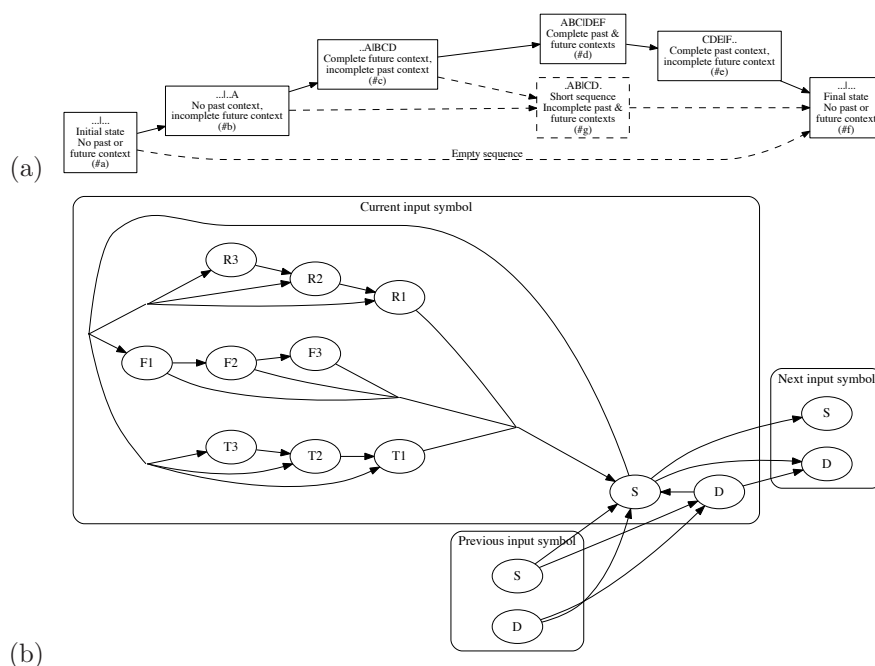 ...|...
Initial state
No past or
future context
(#a)
...|..A
No past context,
incomplete future context
(#b)
..A|BCD
Complete future context,
incomplete past context
(#c)
ABC|DEF
Complete past &
future contexts
(#d)
CDE|F..
Complete past context,
incomplete future context
(#e)
.AB|CD.
Short sequence
Incomplete past &
future contexts
(#g)
...|...
Final state
No past or
future context
(#f)
Empty sequence
(a)
Current input symbol
R3
R2
R1
F1
F2
F3
T3
T2
T1
S
D
Next input symbol
S
D
Previous input symbol
S
D
(b)